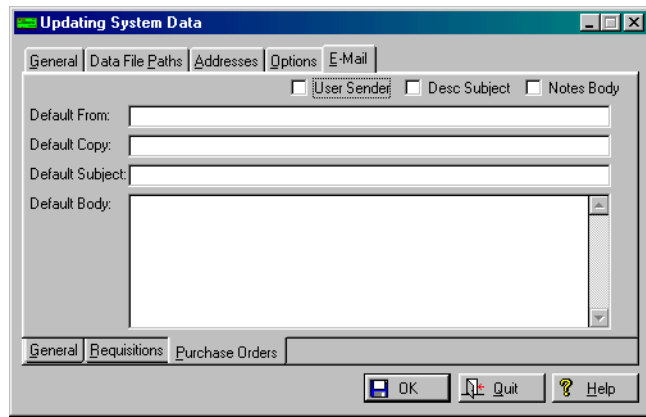 Updating System Data
General Data File Paths Addresses Options E-Mail
User Sender Desc Subject Notes Body
Default From:
Default Copy:
Default Subject:
Default Body:
General Requisitions Purchase Orders
OK Quit Help